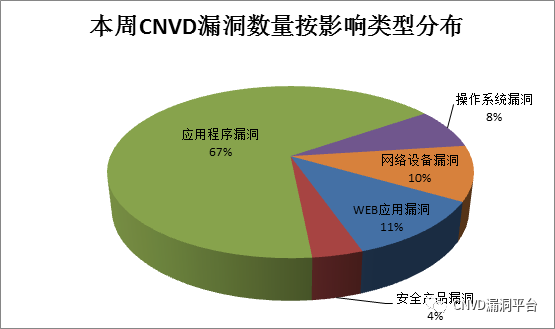 本周CNVD漏洞数量按影响类型分布
操作系统漏洞
8%
应用程序漏洞
67%
网络设备漏洞
10%
WEB应用漏洞
11%
安全产品漏洞
4%
CNVD漏洞平台